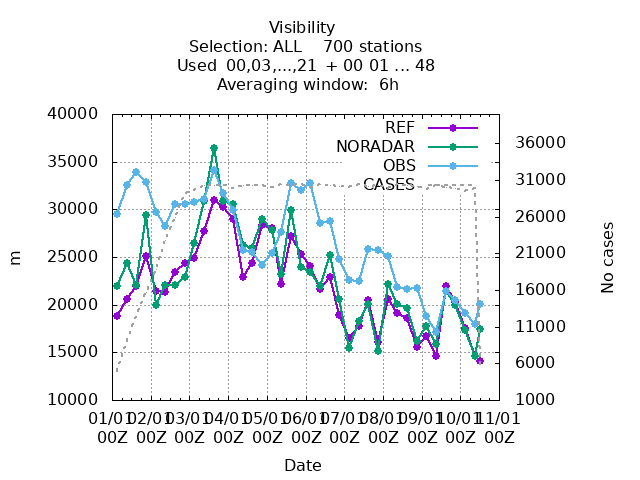 Visibility
Selection: ALL    700 stations
Used 00,03,...,21 + 00 01 ... 48
Averaging window: 6h
REF
NORADAR
OBS
CASES
40000
35000
30000
25000
20000
15000
10000
m
36000
31000
26000
21000
16000
11000
6000
1000
No cases
01/01 02/01 03/01 04/01 05/01 06/01 07/01 08/01 09/01 10/01 11/01
00Z 00Z 00Z 00Z 00Z 00Z 00Z 00Z 00Z 00Z 00Z
Date